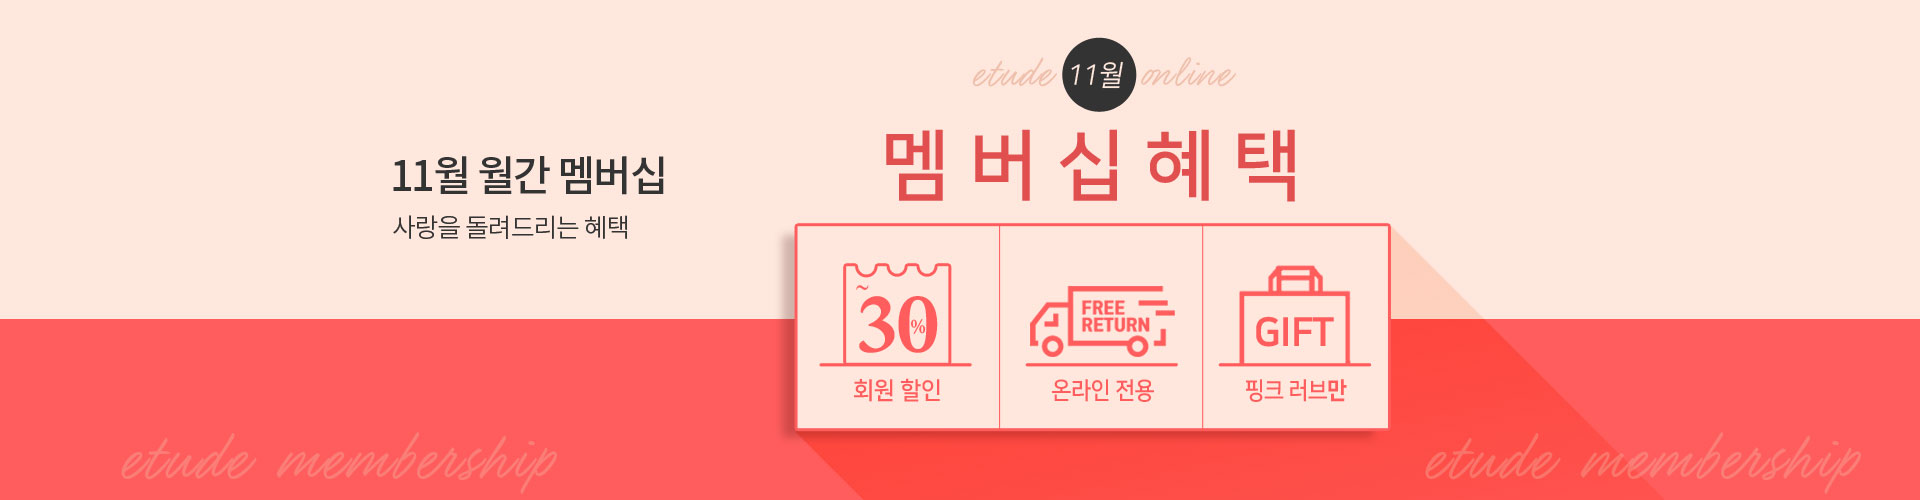 11월 월간 멤버십
사랑을 돌려드리는 혜택
etude 11월 online
멤버십혜택
~30%
회원 할인
FREE
RETURN
온라인 전용
GIFT
핑크 러브만
etude membership
etude membership